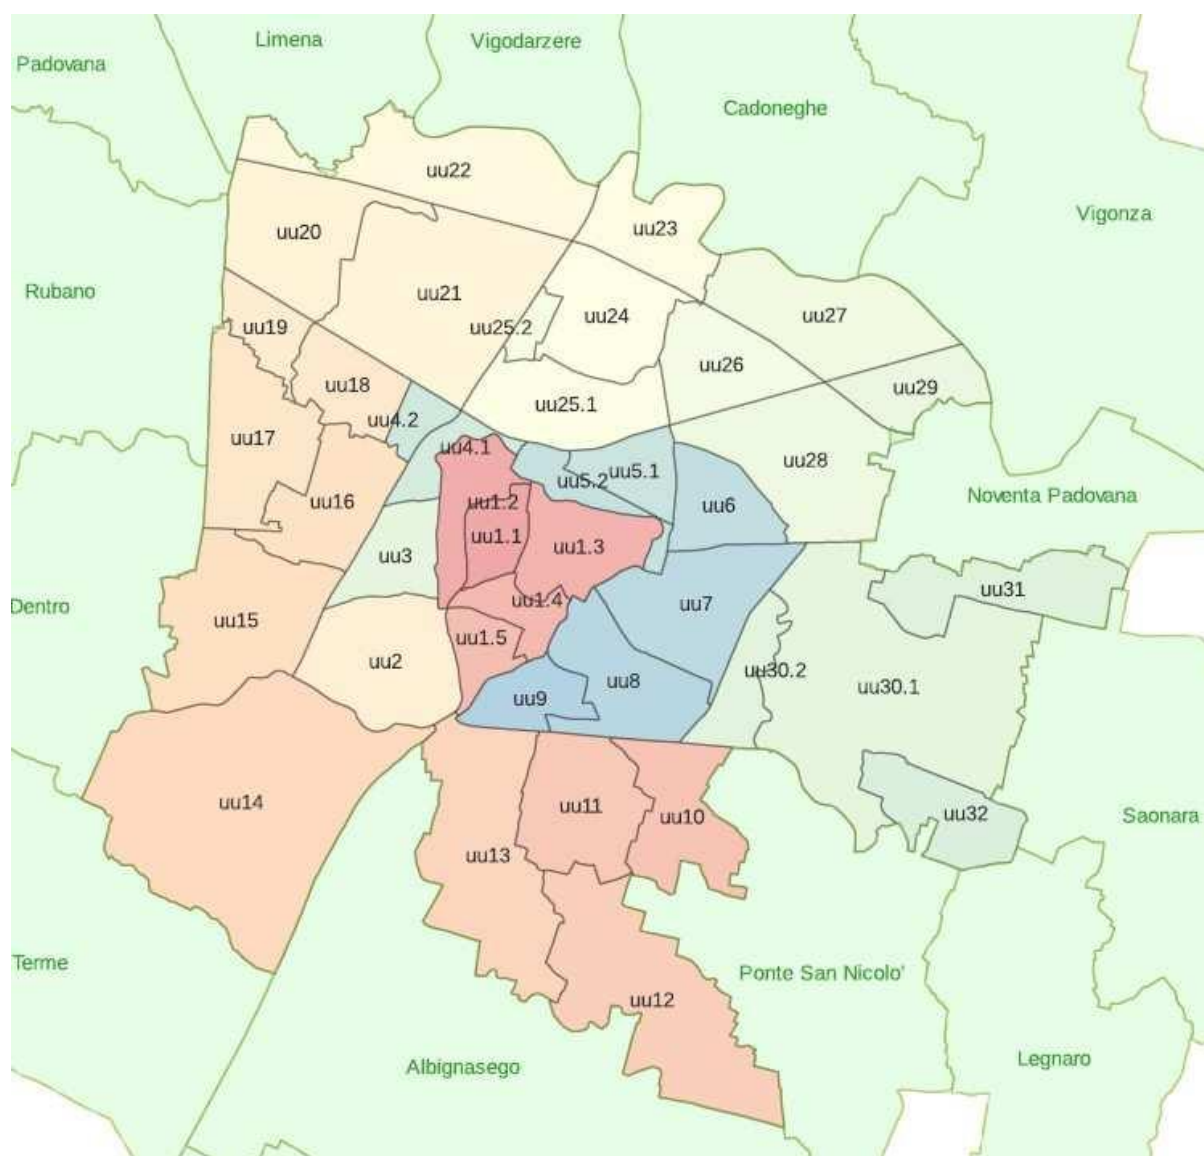 Limena
Vigodarzere
Padovana
Cadoneghe
uu22
Vigonza
uu20
uu23
Rubano
uu21
uu27
uu24
uu19
uu25.2
uu26
uu18
uu29
uu25.1
uu4.2
uu17
uu4.1
uu28
uu5.1
uu5.2
Noventa Padovana
uu16
uu1.2
uu6
uu1.1
uu1.3
uu3
uu31
uu1.4
uu7
Dentro
uu15
uu1.5
uu2
uu30.2
uu8
uu30.1
uu9
uu14
uu11
uu10
uu32
Saonara
uu13
Terme
Ponte San Nicolo'
uu12
Albignasego
Legnaro